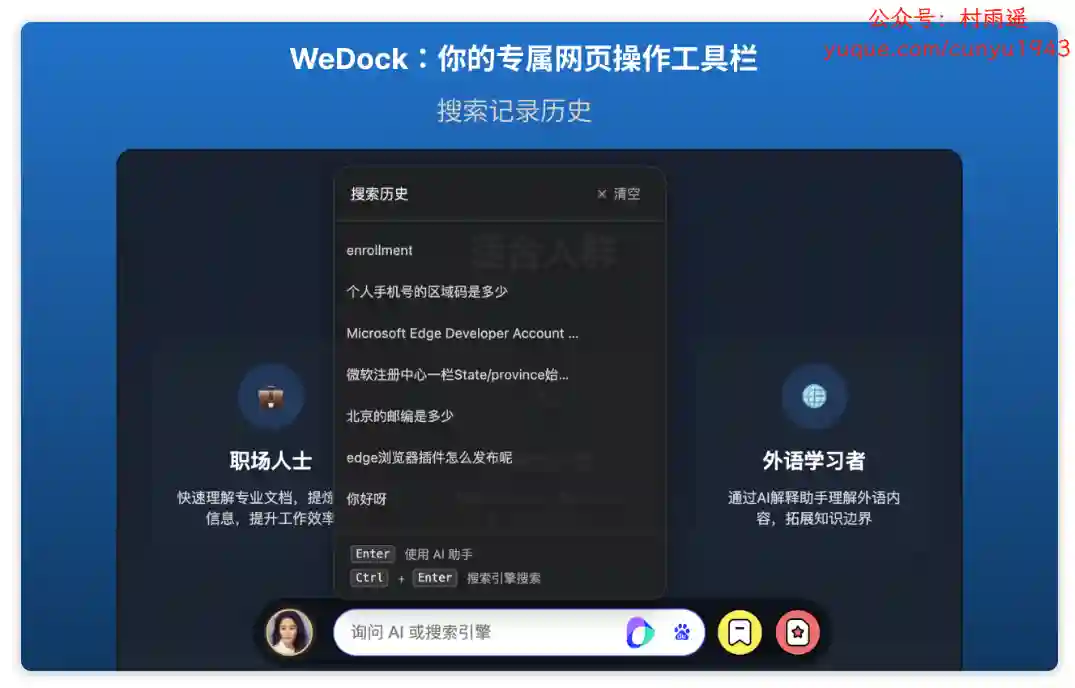 公众号：村雨遥
yuque.com/cunyu1943
WeDock：你的专属网页操作工具栏
搜索记录历史
搜索历史
× 清空
适合人群
enrollment
个人手机号的区域码是多少
Microsoft Edge Developer Account ...
微软注册中心一栏State/province始...
北京的邮编是多少
edge浏览器插件怎么发布呢
你好呀
职场人士
快速理解专业文档，提炼
信息，提升工作效率
外语学习者
通过AI解释助手理解外语内
容，拓展知识边界
Enter 使用 AI 助手
Ctrl + Enter 搜索引擎搜索
询问 AI 或搜索引擎